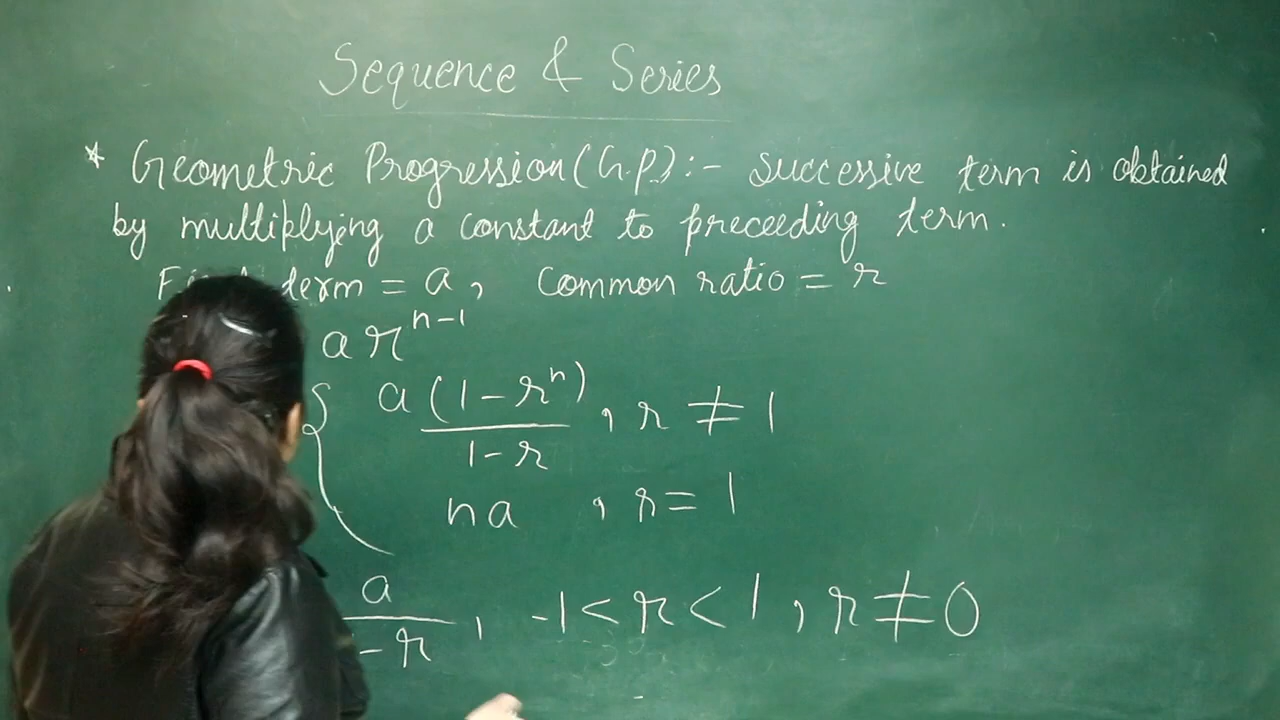 Sequence & Series
* Geometric Progression (G.P.) :- successive term is obtained
by multiplying a constant to preceeding term.
term = a, Common ratio = r
ar^{n-1}
{ a(1-r^n) / 1-r , r ≠ 1
na , r = 1
a / -r , -1 < r < 1 , r ≠ 0